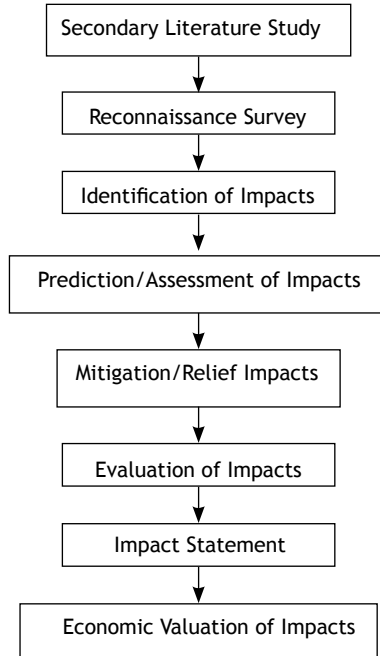 Secondary Literature Study
Reconnaissance Survey
Identification of Impacts
Prediction/Assessment of Impacts
Mitigation/Relief Impacts
Evaluation of Impacts
Impact Statement
Economic Valuation of Impacts